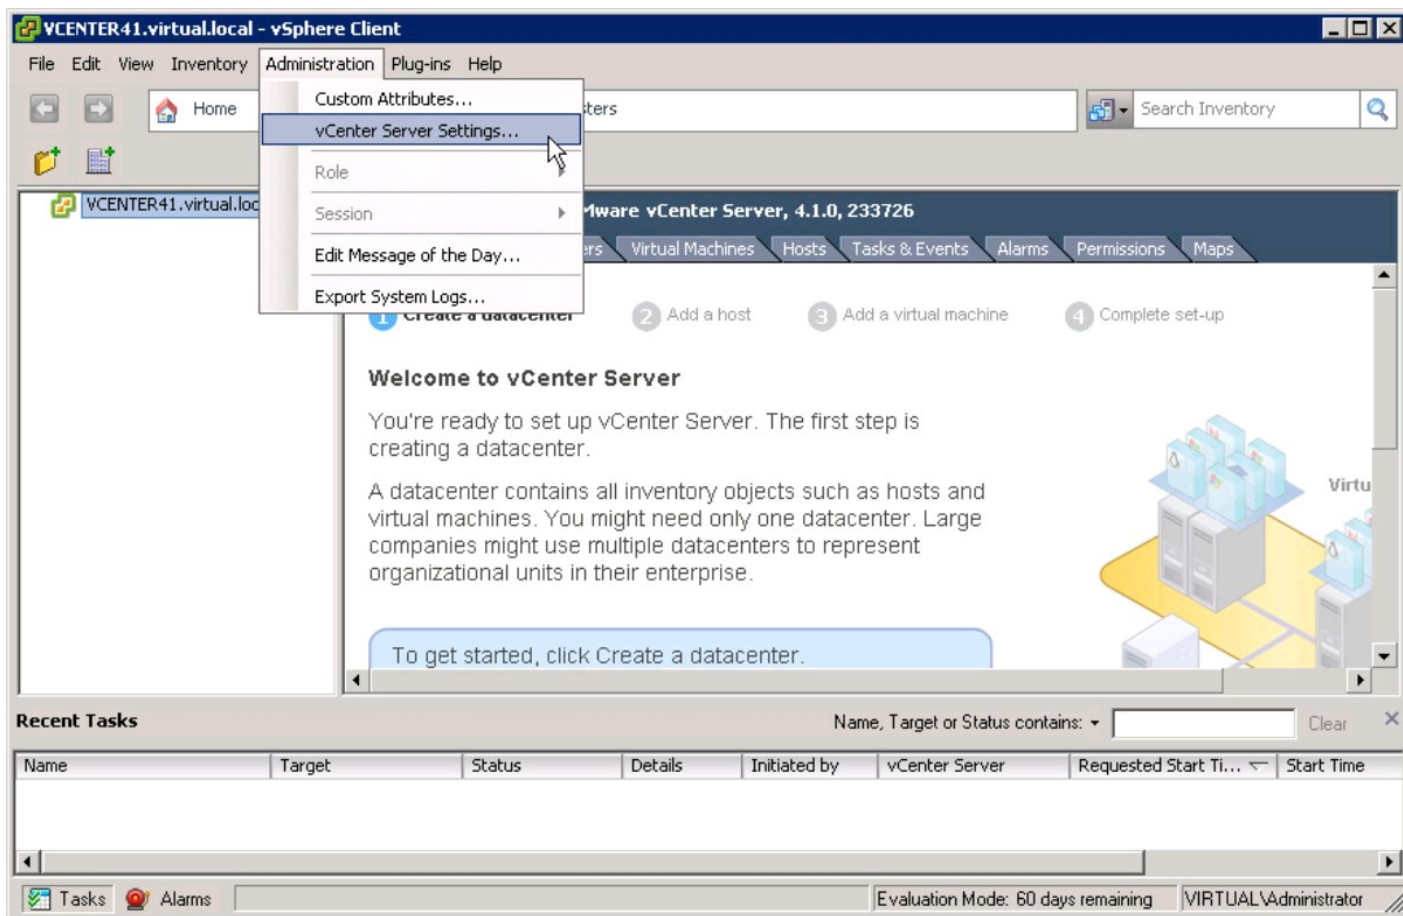 VCENTER41.virtual.local - vSphere Client
File Edit View Inventory Administration Plug-ins Help
Home
Search Inventory
Custom Attributes...
vCenter Server Settings...
Role
Session
Edit Message of the Day...
Export System Logs...
VCENTER41.virtual.loc
Mware vCenter Server, 4.1.0, 233726
Virtual Machines Hosts Tasks & Events Alarms Permissions Maps
1 Create a datacenter 2 Add a host 3 Add a virtual machine 4 Complete set-up
Welcome to vCenter Server
You're ready to set up vCenter Server. The first step is
creating a datacenter.
A datacenter contains all inventory objects such as hosts and
virtual machines. You might need only one datacenter. Large
companies might use multiple datacenters to represent
organizational units in their enterprise.
Virtu
To get started, click Create a datacenter.
Recent Tasks
Name, Target or Status contains: Clear
Name Target Status Details Initiated by vCenter Server Requested Start Ti... Start Time
Tasks Alarms Evaluation Mode: 60 days remaining VIRTUAL\Administrator